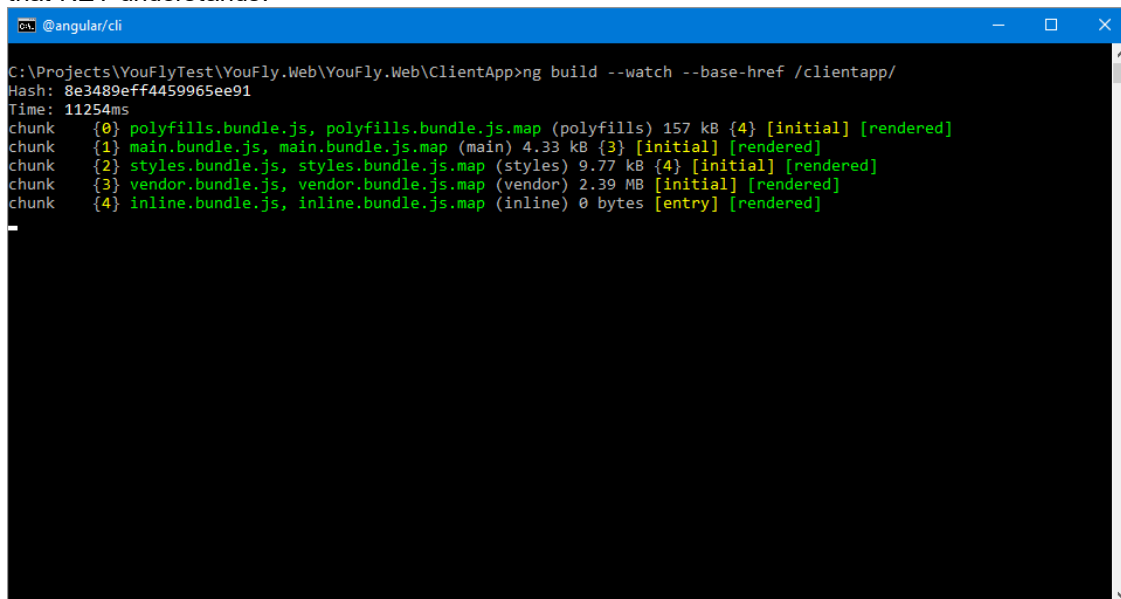 @angular/cli
C:\Projects\YouFlyTest\YouFly.Web\YouFly.Web\ClientApp>ng build --watch --base-href /clientapp/
Hash: 8e3489eff4459965ee91
Time: 11254ms
chunk    {0} polyfills.bundle.js, polyfills.bundle.js.map (polyfills) 157 kB {4} [initial] [rendered]
chunk    {1} main.bundle.js, main.bundle.js.map (main) 4.33 kB {3} [initial] [rendered]
chunk    {2} styles.bundle.js, styles.bundle.js.map (styles) 9.77 kB {4} [initial] [rendered]
chunk    {3} vendor.bundle.js, vendor.bundle.js.map (vendor) 2.39 MB [initial] [rendered]
chunk    {4} inline.bundle.js, inline.bundle.js.map (inline) 0 bytes [entry] [rendered]